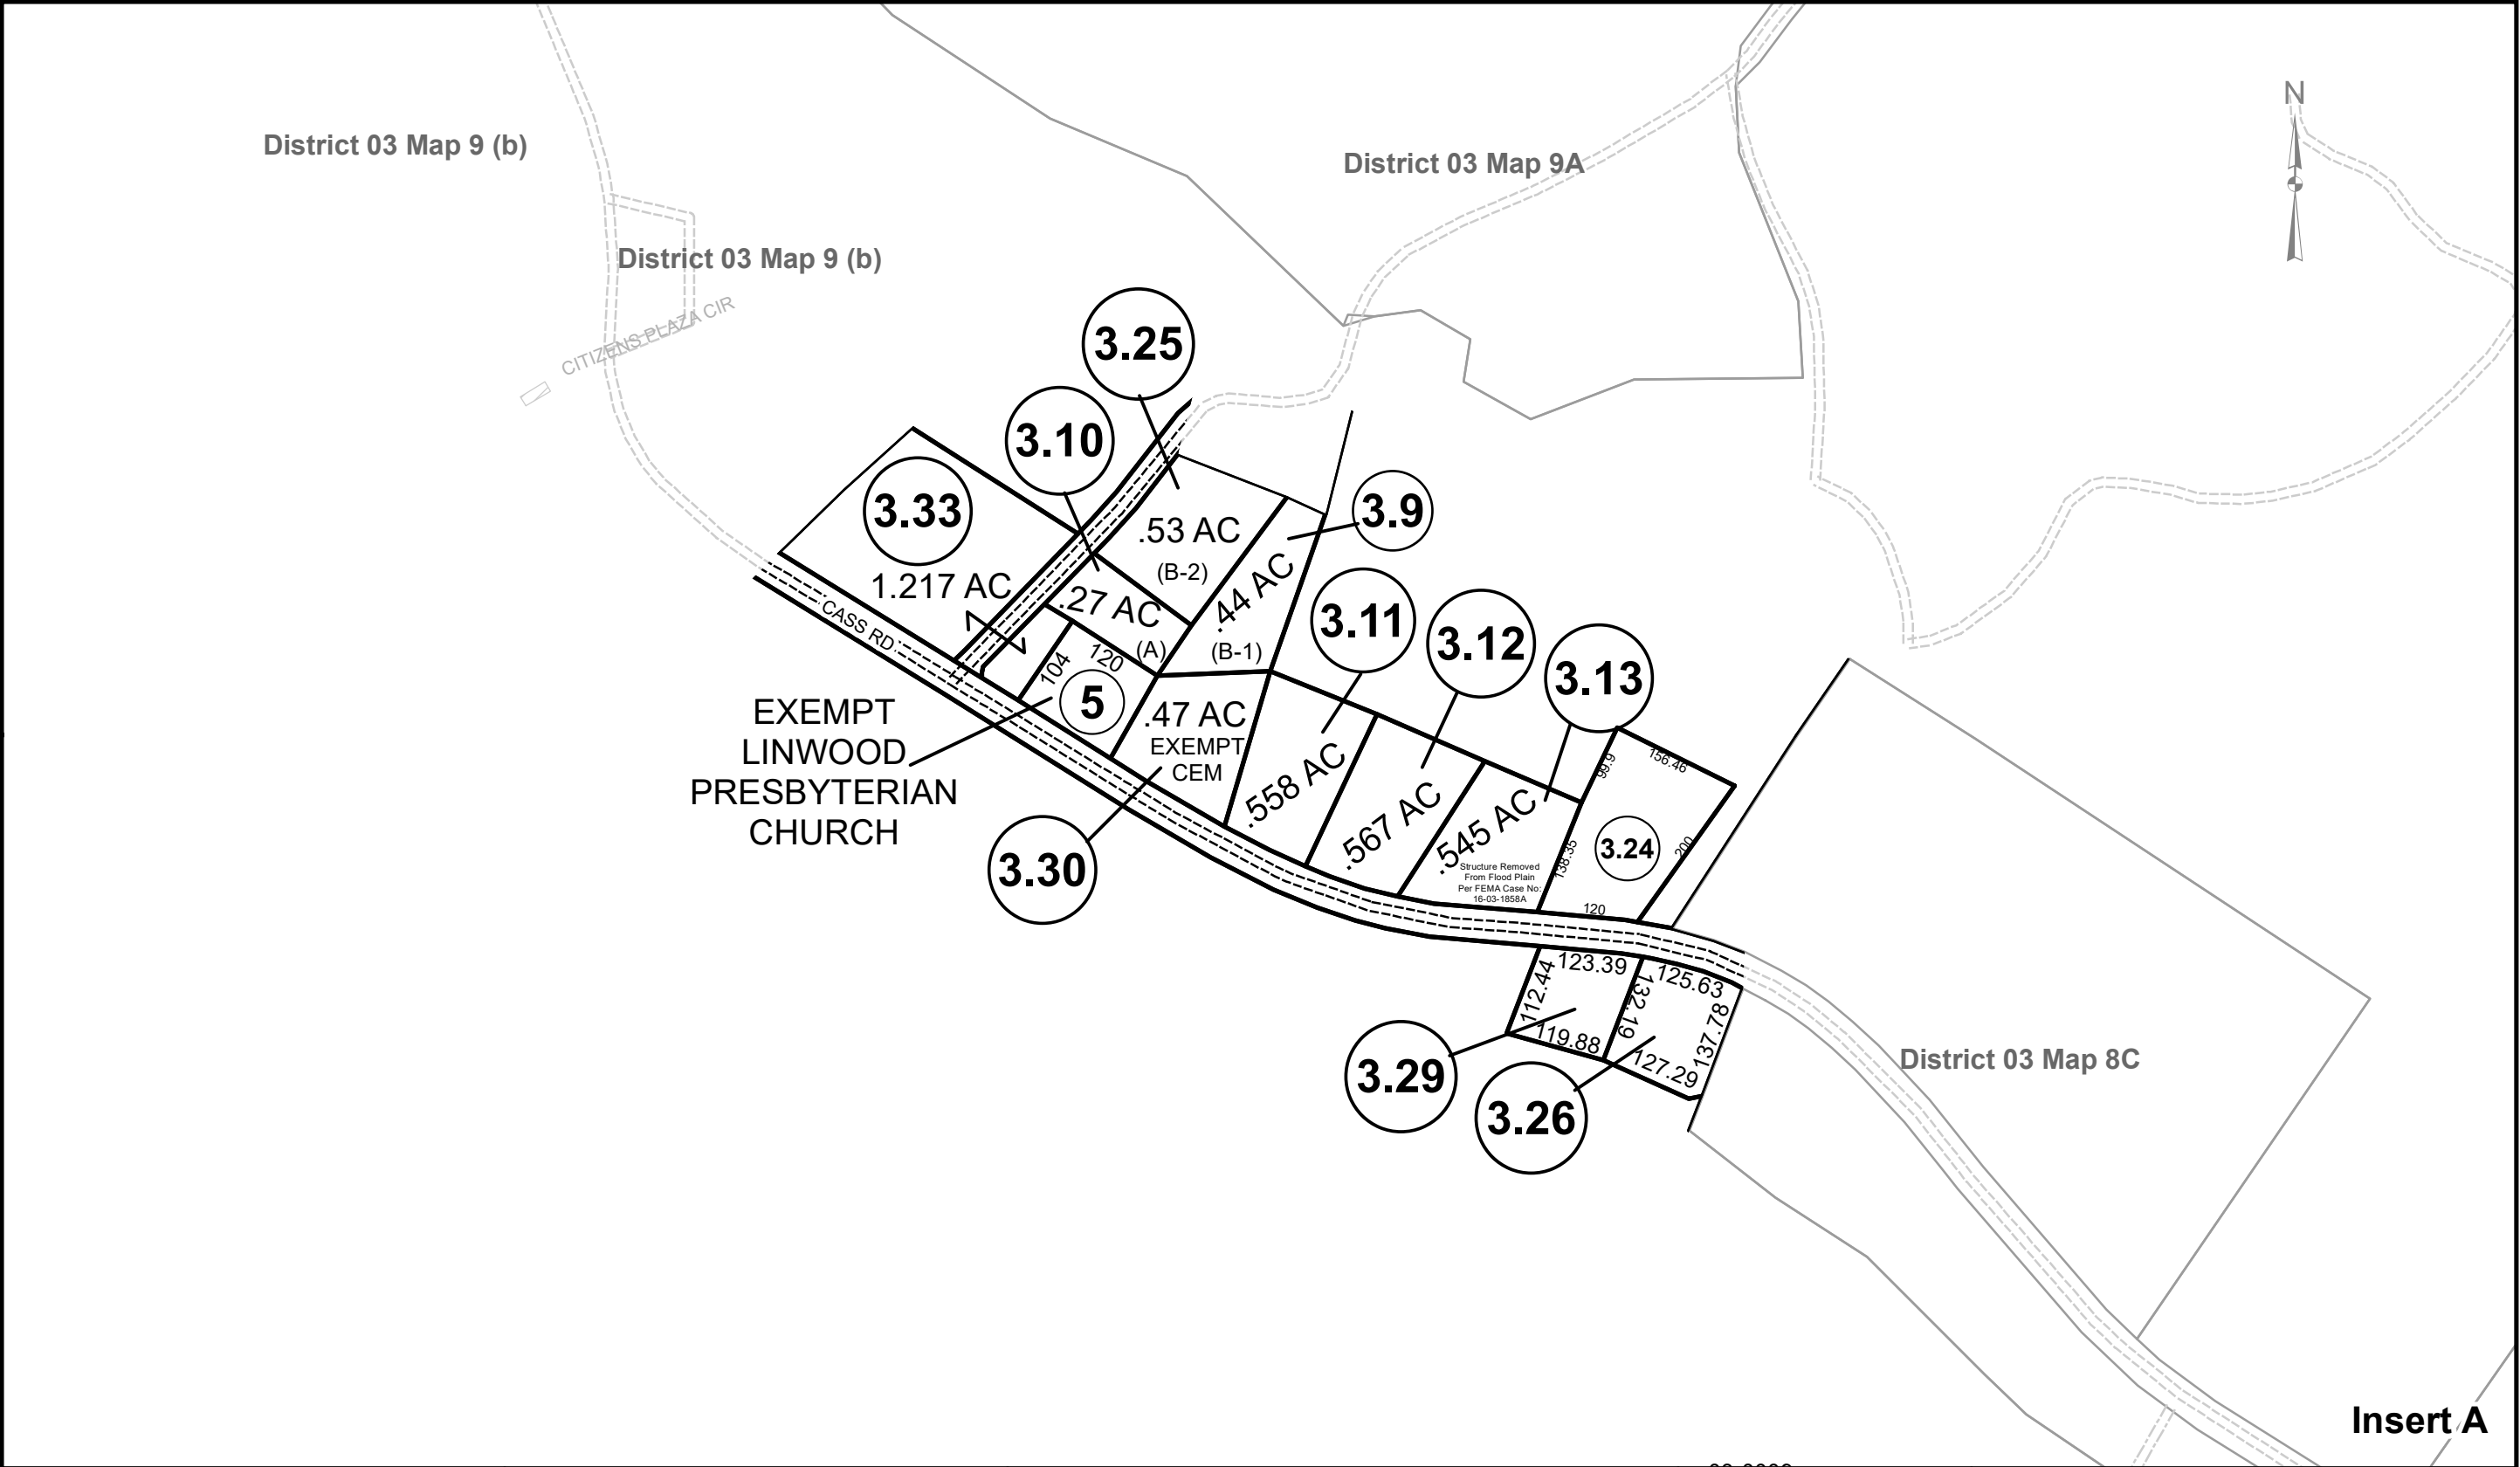 N
District 03 Map 9 (b)
District 03 Map 9A
District 03 Map 9 (b)
CITIZENS PLAZA CIR
3.25
3.10
3.33
3.9
.53 AC
(B-2)
1.217 AC
.27 AC
(A)
.44 AC
(B-1)
CASS RD
3.11
3.12
3.13
104
120
5
EXEMPT
LINWOOD
PRESBYTERIAN
CHURCH
.47 AC
EXEMPT
CEM
.558 AC
.567 AC
.545 AC
Structure Removed
From Flood Plain
Per FEMA Case No:
16-03-1858A
99.9
156.46
138.35
3.24
200
120
3.30
123.39
112.44
119.88
132.19
125.63
137.78
127.29
3.29
3.26
District 03 Map 8C
Insert A